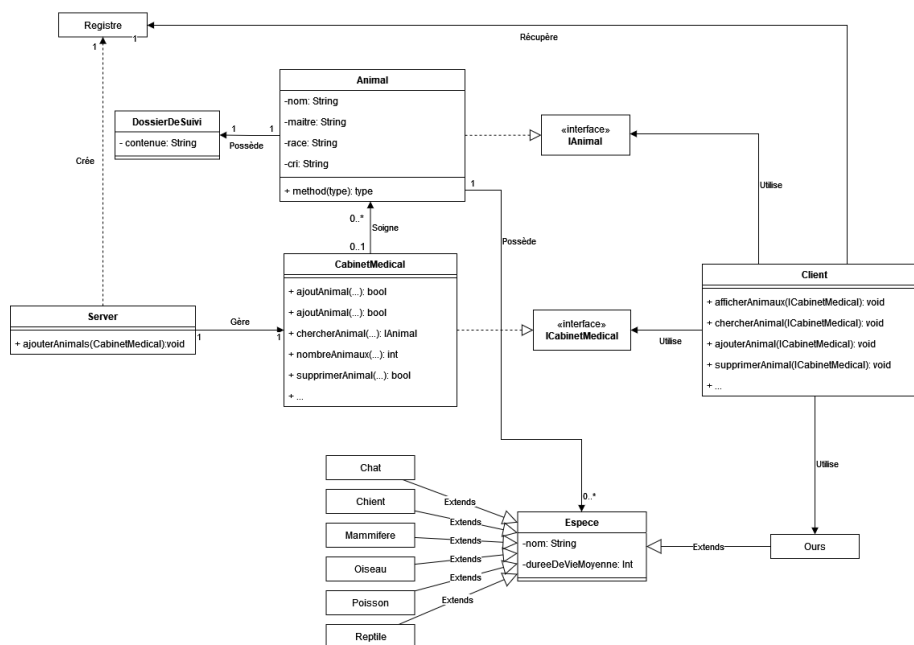 Registre
1
1
Récupère
Animal
-nom: String
-maitre: String
-race: String
-cri: String
+ method(type): type
DossierDeSuivi
- contenue: String
1
1
Possède
«interface»
IAnimal
Crée
Utilise
1
Possède
0..*
Soigne
0..1
CabinetMedical
+ ajoutAnimal(...): bool
+ ajoutAnimal(...): bool
+ chercherAnimal(...): IAnimal
+ nombreAnimaux(...): int
+ supprimerAnimal(...): bool
+ ...
Server
+ ajouterAnimals(CabinetMedical):void
Gère
1
1
«interface»
ICabinetMedical
Utilise
Client
+ afficherAnimaux(ICabinetMedical): void
+ chercherAnimal(ICabinetMedical): void
+ ajouterAnimal(ICabinetMedical): void
+ supprimerAnimal(ICabinetMedical): void
+ ...
Utilise
Chat
Chient
Mammifere
Oiseau
Poisson
Reptile
Extends
Extends
Extends
Extends
Extends
Extends
0..*
Espece
-nom: String
-dureeDeVieMoyenne: Int
Extends
Ours